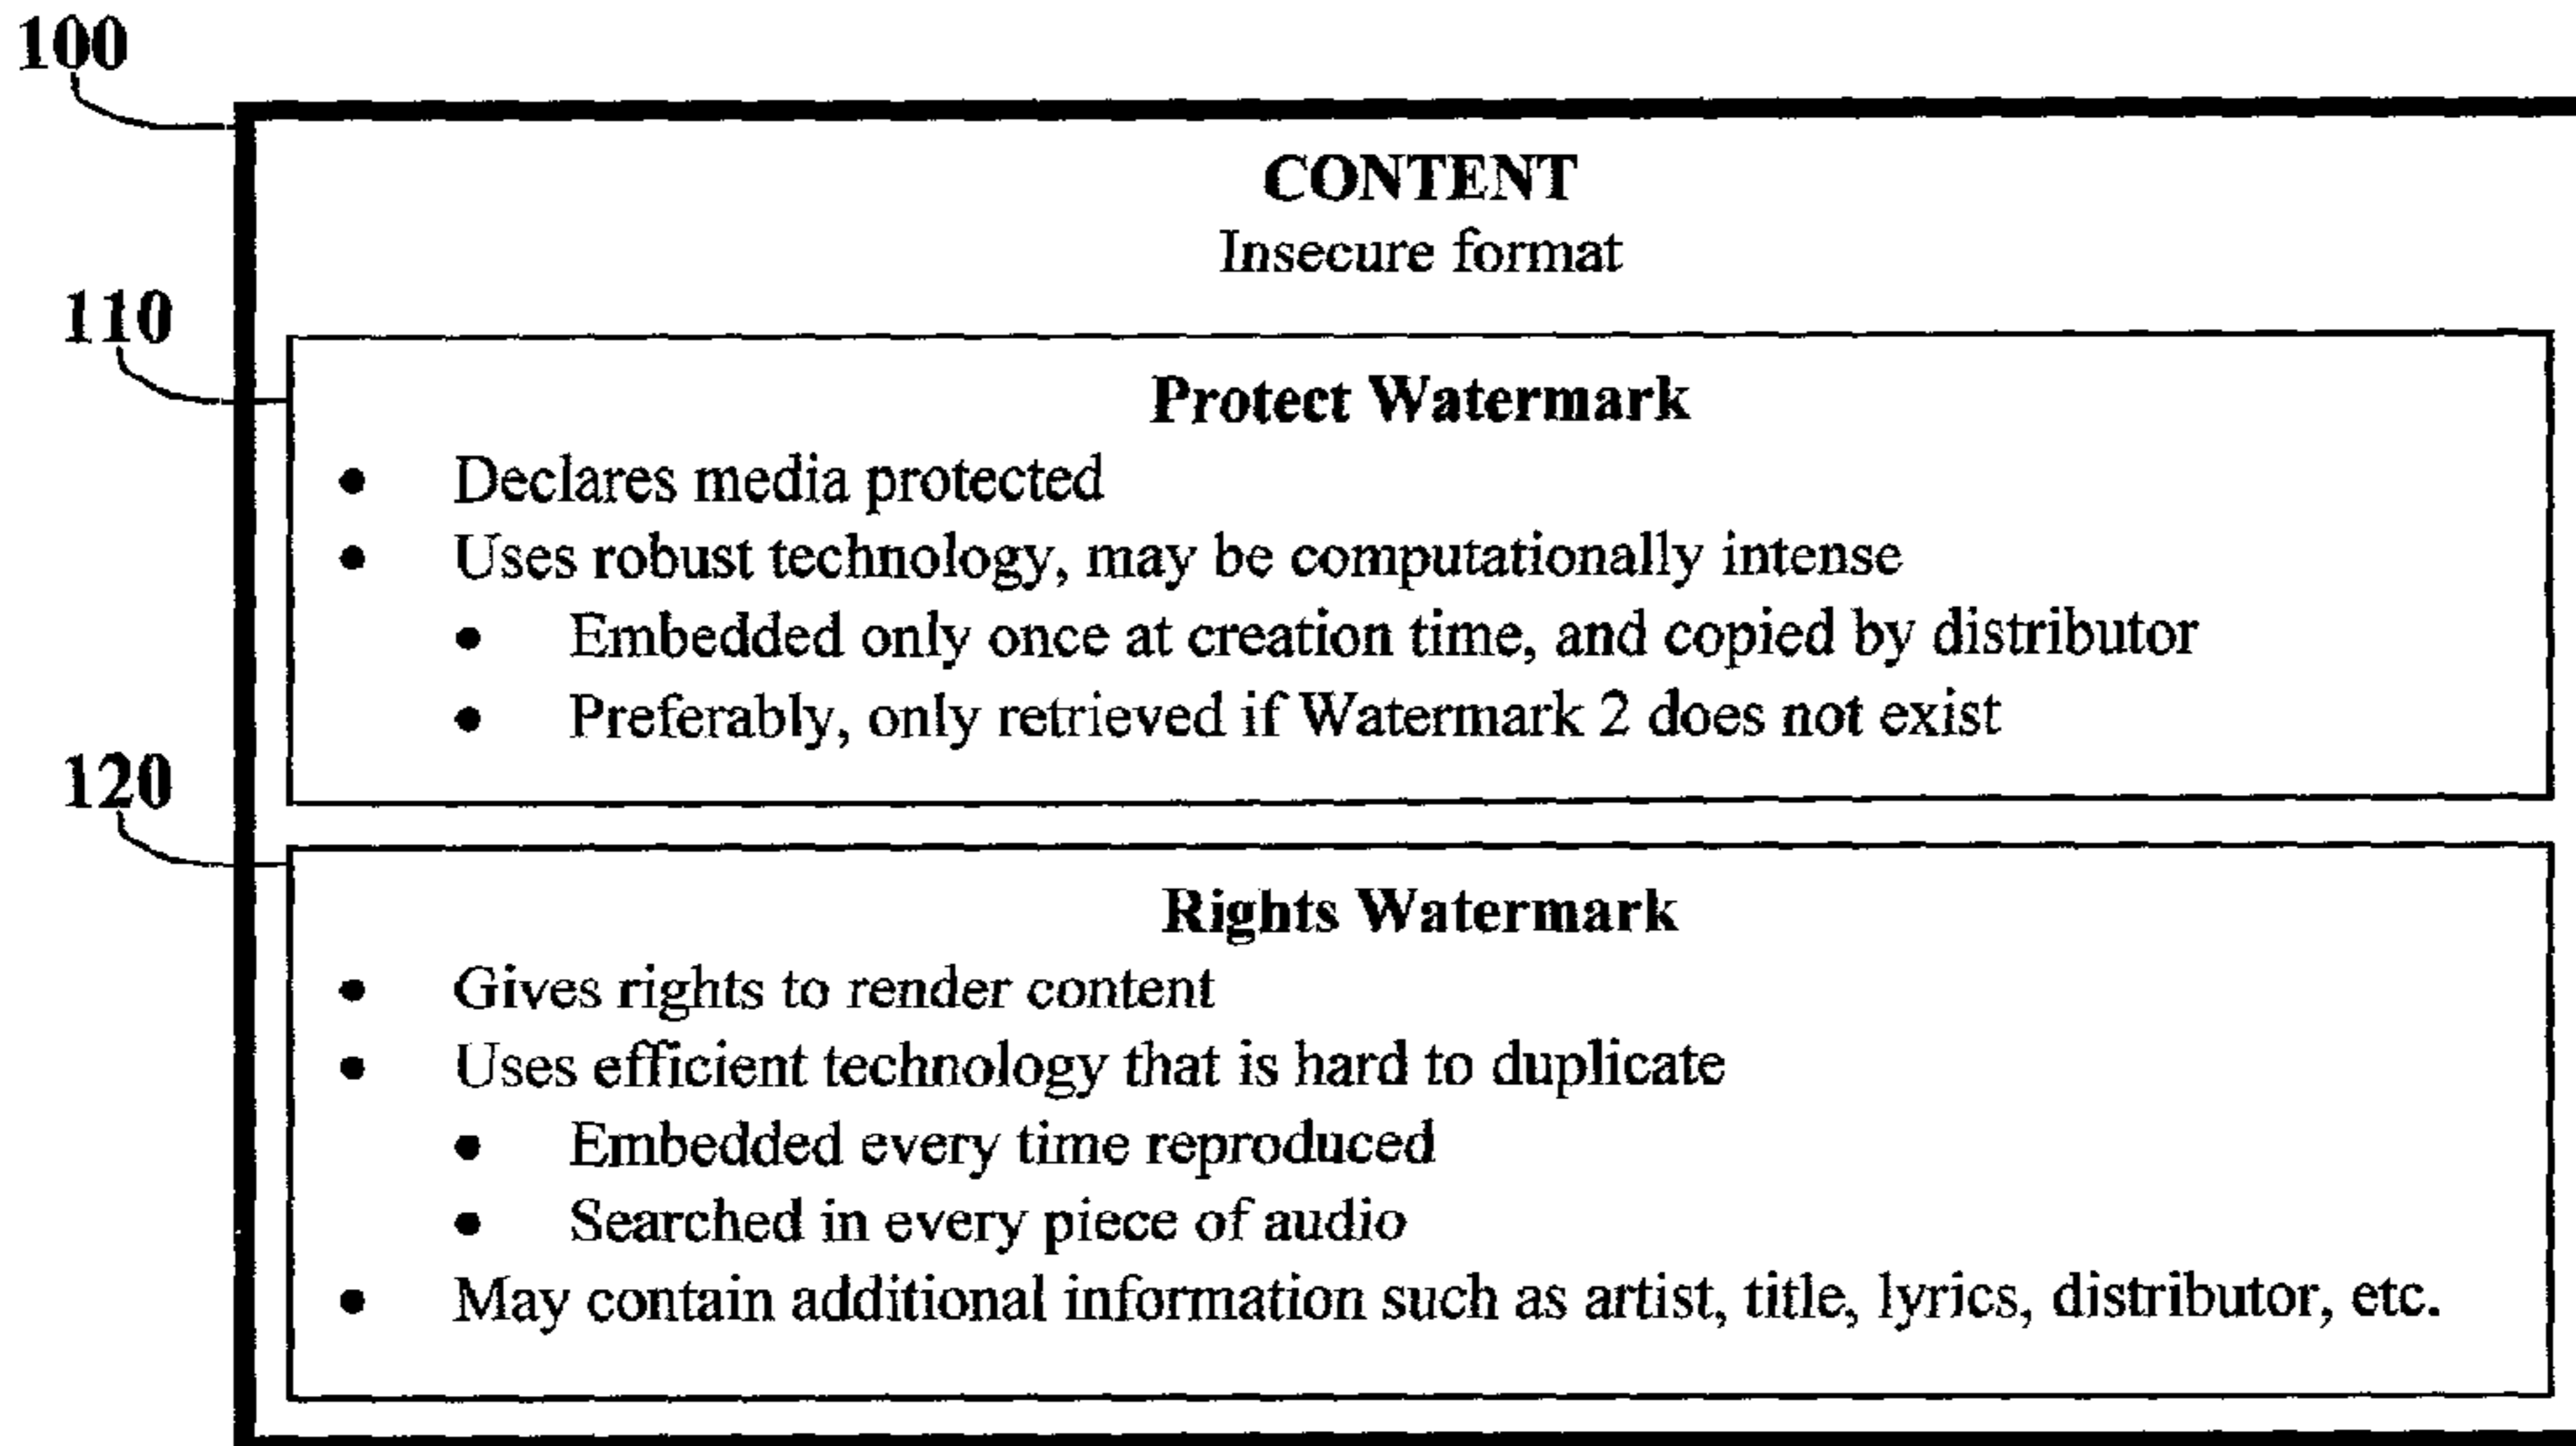 100
CONTENT
Insecure format
110
Protect Watermark
• Declares media protected
• Uses robust technology, may be computationally intense
• Embedded only once at creation time, and copied by distributor
• Preferably, only retrieved if Watermark 2 does not exist
120
Rights Watermark
• Gives rights to render content
• Uses efficient technology that is hard to duplicate
• Embedded every time reproduced
• Searched in every piece of audio
• May contain additional information such as artist, title, lyrics, distributor, etc.